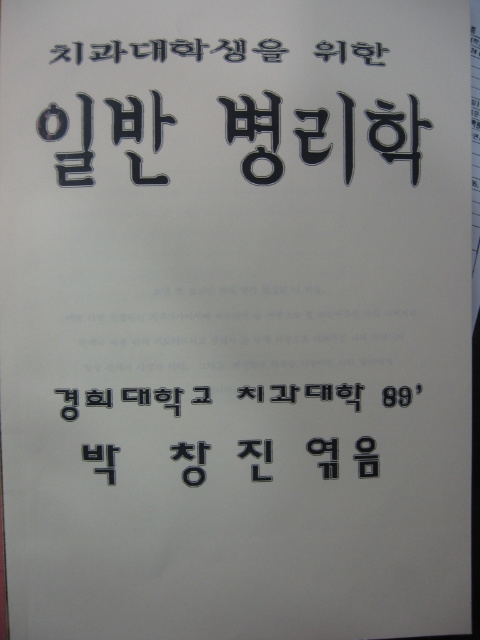 치과대학생을 위한
일반 병리학
경희대학교 치과대학 89'
박 창 진 엮음